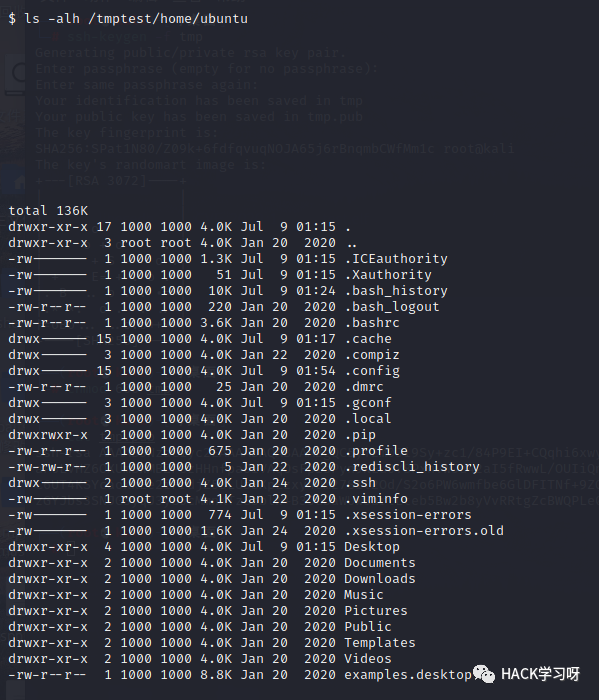 $ ls -alh /tmptest/home/ubuntu
Generating public/private rsa key pair.
Enter passphrase (empty for no passphrase):
Enter same passphrase again:
Your identification has been saved in tmp
Your public key has been saved in tmp.pub
The key fingerprint is:
root@kali
The key's randomart image is:
+---[RSA 3072]----+
total 136K
drwxr-xr-x 17 1000 1000 4.0K Jul  9 01:15 .
drwxr-xr-x  3 root root 4.0K Jan 20  2020 ..
-rw-------  1 1000 1000 1.3K Jul  9 01:15 .ICEauthority
-rw-------  1 1000 1000   51 Jul  9 01:15 .Xauthority
-rw-------  1 1000 1000  10K Jul  9 01:24 .bash_history
-rw-r--r--  1 1000 1000  220 Jan 20  2020 .bash_logout
-rw-r--r--  1 1000 1000 3.6K Jan 20  2020 .bashrc
drwx------ 15 1000 1000 4.0K Jul  9 01:17 .cache
drwx------  3 1000 1000 4.0K Jan 22  2020 .compiz
drwx------ 15 1000 1000 4.0K Jul  9 01:54 .config
-rw-r--r--  1 1000 1000   25 Jan 20  2020 .dmrc
drwx------  3 1000 1000 4.0K Jul  9 01:15 .gconf
drwx------  3 1000 1000 4.0K Jan 20  2020 .local
drwxrwxr-x  2 1000 1000 4.0K Jan 20  2020 .pip
-rw-r--r--  1 1000 1000  675 Jan 20  2020 .profile
-rw-rw-r--  1 1000 1000    5 Jan 22  2020 .rediscli_history
drwx------  2 1000 1000 4.0K Jan 24  2020 .ssh
-rw-------  1 root root 4.1K Jan 22  2020 .viminfo
-rw-------  1 1000 1000  774 Jul  9 01:15 .xsession-errors
-rw-------  1 1000 1000 1.6K Jan 24  2020 .xsession-errors.old
drwxr-xr-x  4 1000 1000 4.0K Jul  9 01:15 Desktop
drwxr-xr-x  2 1000 1000 4.0K Jan 20  2020 Documents
drwxr-xr-x  2 1000 1000 4.0K Jan 20  2020 Downloads
drwxr-xr-x  2 1000 1000 4.0K Jan 20  2020 Music
drwxr-xr-x  2 1000 1000 4.0K Jan 20  2020 Pictures
drwxr-xr-x  2 1000 1000 4.0K Jan 20  2020 Public
drwxr-xr-x  2 1000 1000 4.0K Jan 20  2020 Templates
drwxr-xr-x  2 1000 1000 4.0K Jan 20  2020 Videos
-rw-r--r--  1 1000 1000 8.8K Jan 20  2020 examples.desktop
HACK学习呀